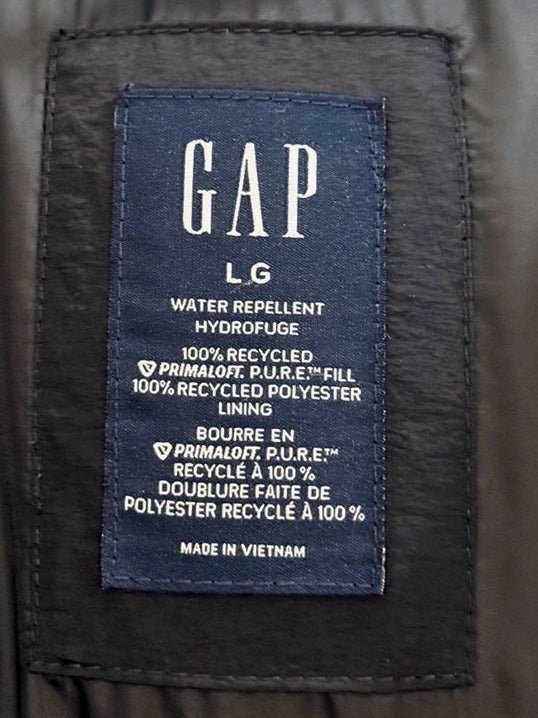 GAP
LG
WATER REPELLENT
HYDROFUGE
100% RECYCLED
PRIMALOFT. P.U.R.E.™ FILL
100% RECYCLED POLYESTER
LINING
BOURRE EN
PRIMALOFT. P.U.R.E.™
RECYCLÉ À 100 %
DOUBLURE FAITE DE
POLYESTER RECYCLÉ À 100 %
MADE IN VIETNAM